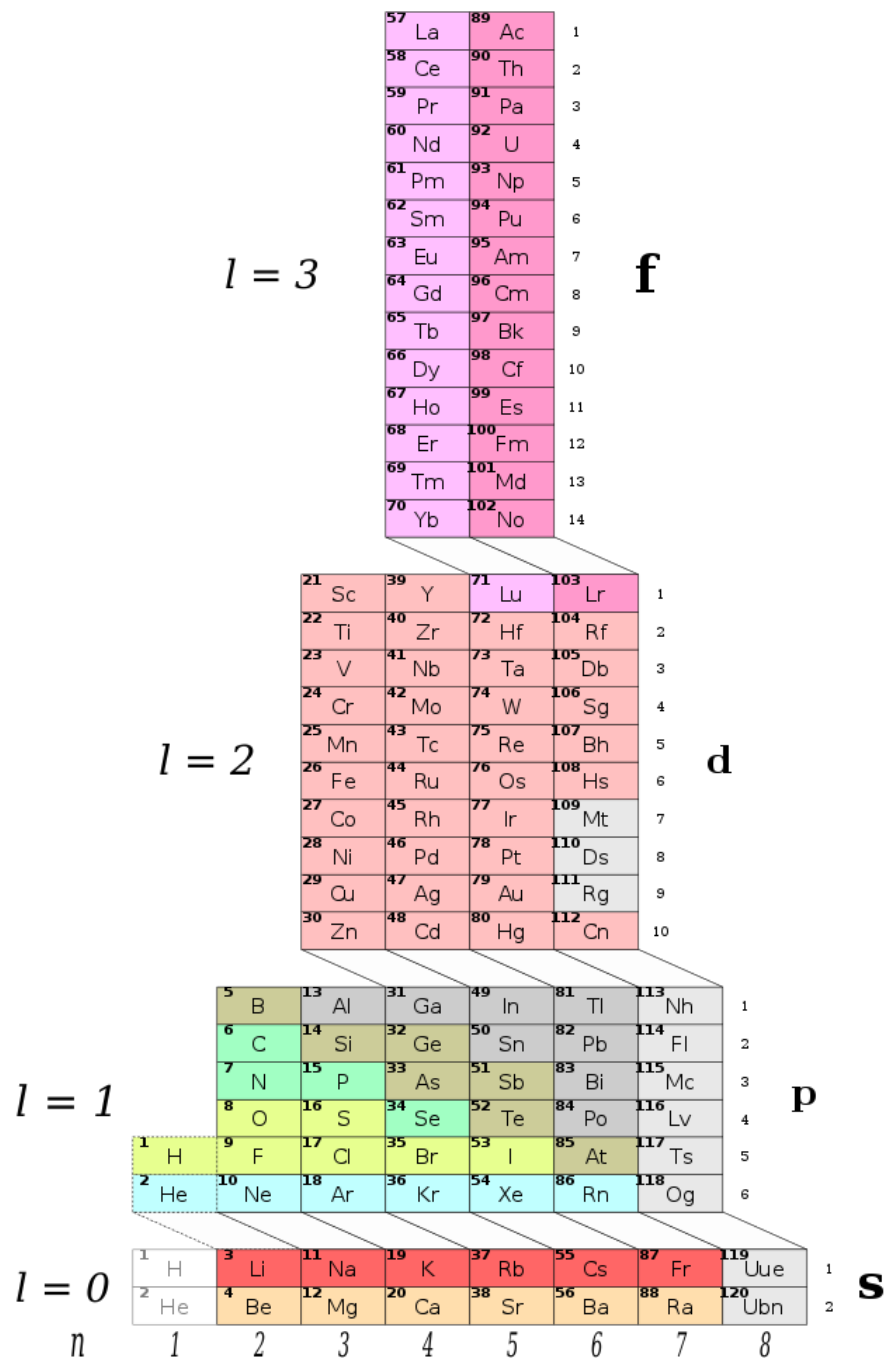 57 La 89 Ac 1
58 Ce 90 Th 2
59 Pr 91 Pa 3
60 Nd 92 U 4
61 Pm 93 Np 5
62 Sm 94 Pu 6
63 Eu 95 Am 7
l = 3 f
64 Gd 96 Cm 8
65 Tb 97 Bk 9
66 Dy 98 Cf 10
67 Ho 99 Es 11
68 Er 100 Fm 12
69 Tm 101 Md 13
70 Yb 102 No 14
21 Sc 39 Y 71 Lu 103 Lr 1
22 Ti 40 Zr 72 Hf 104 Rf 2
23 V 41 Nb 73 Ta 105 Db 3
24 Cr 42 Mo 74 W 106 Sg 4
25 Mn 43 Tc 75 Re 107 Bh 5
l = 2 d
26 Fe 44 Ru 76 Os 108 Hs 6
27 Co 45 Rh 77 Ir 109 Mt 7
28 Ni 46 Pd 78 Pt 110 Ds 8
29 Cu 47 Ag 79 Au 111 Rg 9
30 Zn 48 Cd 80 Hg 112 Cn 10
5 B 13 Al 31 Ga 49 In 81 Tl 113 Nh 1
6 C 14 Si 32 Ge 50 Sn 82 Pb 114 Fl 2
7 N 15 P 33 As 51 Sb 83 Bi 115 Mc 3
l = 1 p
8 O 16 S 34 Se 52 Te 84 Po 116 Lv 4
1 H 9 F 17 Cl 35 Br 53 I 85 At 117 Ts 5
2 He 10 Ne 18 Ar 36 Kr 54 Xe 86 Rn 118 Og 6
1 H 3 Li 11 Na 19 K 37 Rb 55 Cs 87 Fr 119 Uue 1
l = 0 s
2 He 4 Be 12 Mg 20 Ca 38 Sr 56 Ba 88 Ra 120 Ubn 2
n 1 2 3 4 5 6 7 8